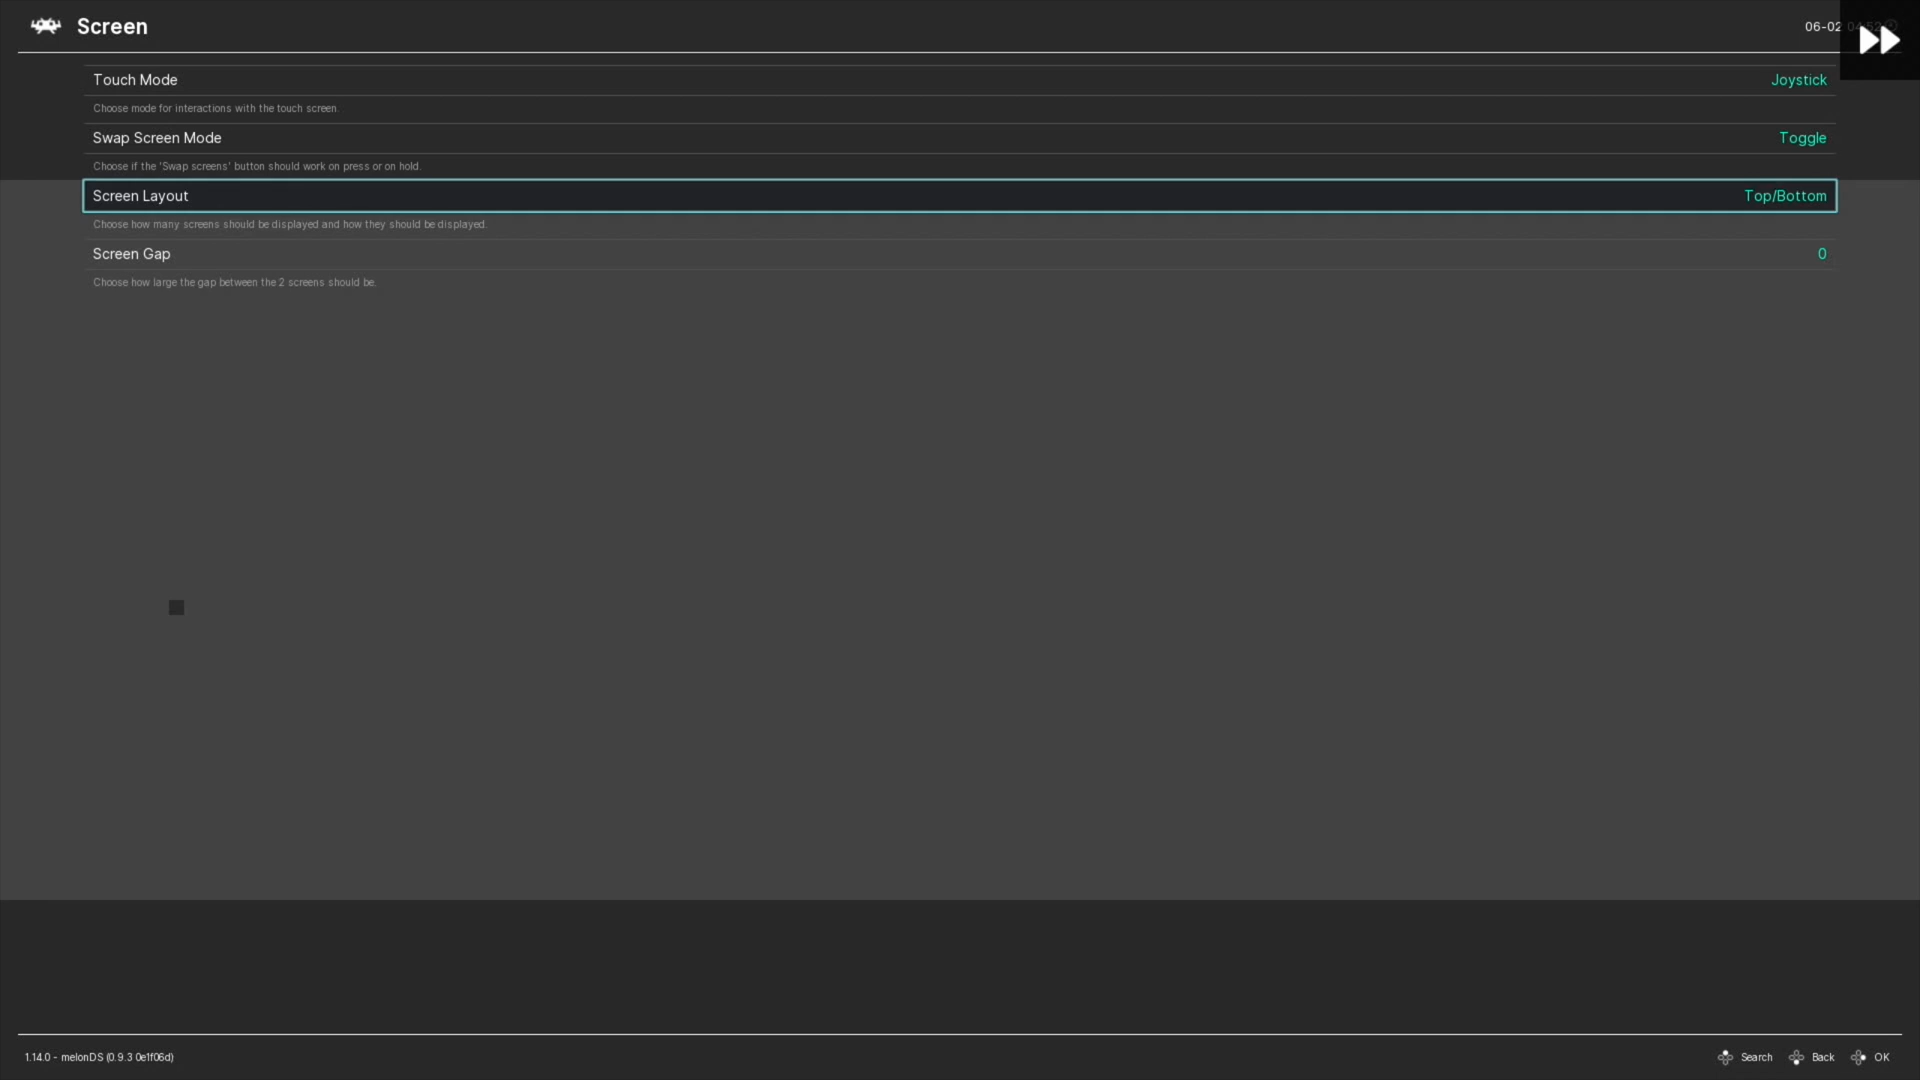 Screen
06-02 04:52
Touch Mode Joystick
Choose mode for interactions with the touch screen.
Swap Screen Mode Toggle
Choose if the 'Swap screens' button should work on press or on hold.
Screen Layout Top/Bottom
Choose how many screens should be displayed and how they should be displayed.
Screen Gap 0
Choose how large the gap between the 2 screens should be.
1.14.0 - melonDS (0.9.3 0e1f06d) Search Back OK